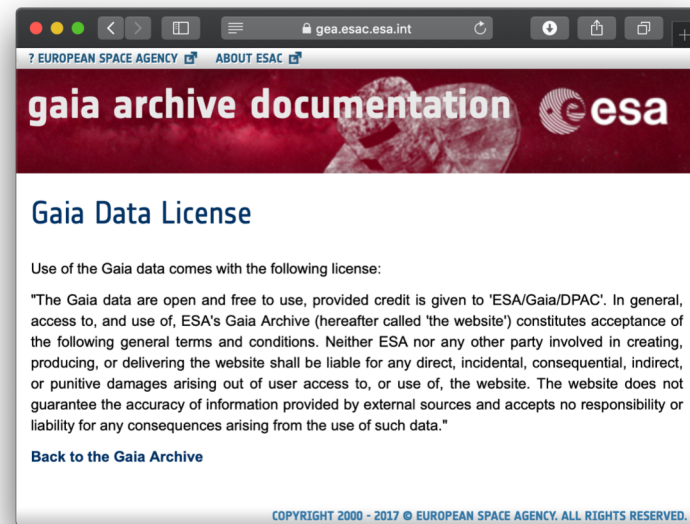 gea.esac.esa.int
? EUROPEAN SPACE AGENCY ABOUT ESAC
gaia archive documentation esa
Gaia Data License
Use of the Gaia data comes with the following license:
"The Gaia data are open and free to use, provided credit is given to 'ESA/Gaia/DPAC'. In general,
access to, and use of, ESA's Gaia Archive (hereafter called 'the website') constitutes acceptance of
the following general terms and conditions. Neither ESA nor any other party involved in creating,
producing, or delivering the website shall be liable for any direct, incidental, consequential, indirect,
or punitive damages arising out of user access to, or use of, the website. The website does not
guarantee the accuracy of information provided by external sources and accepts no responsibility or
liability for any consequences arising from the use of such data."
Back to the Gaia Archive
COPYRIGHT 2000 - 2017 © EUROPEAN SPACE AGENCY. ALL RIGHTS RESERVED.